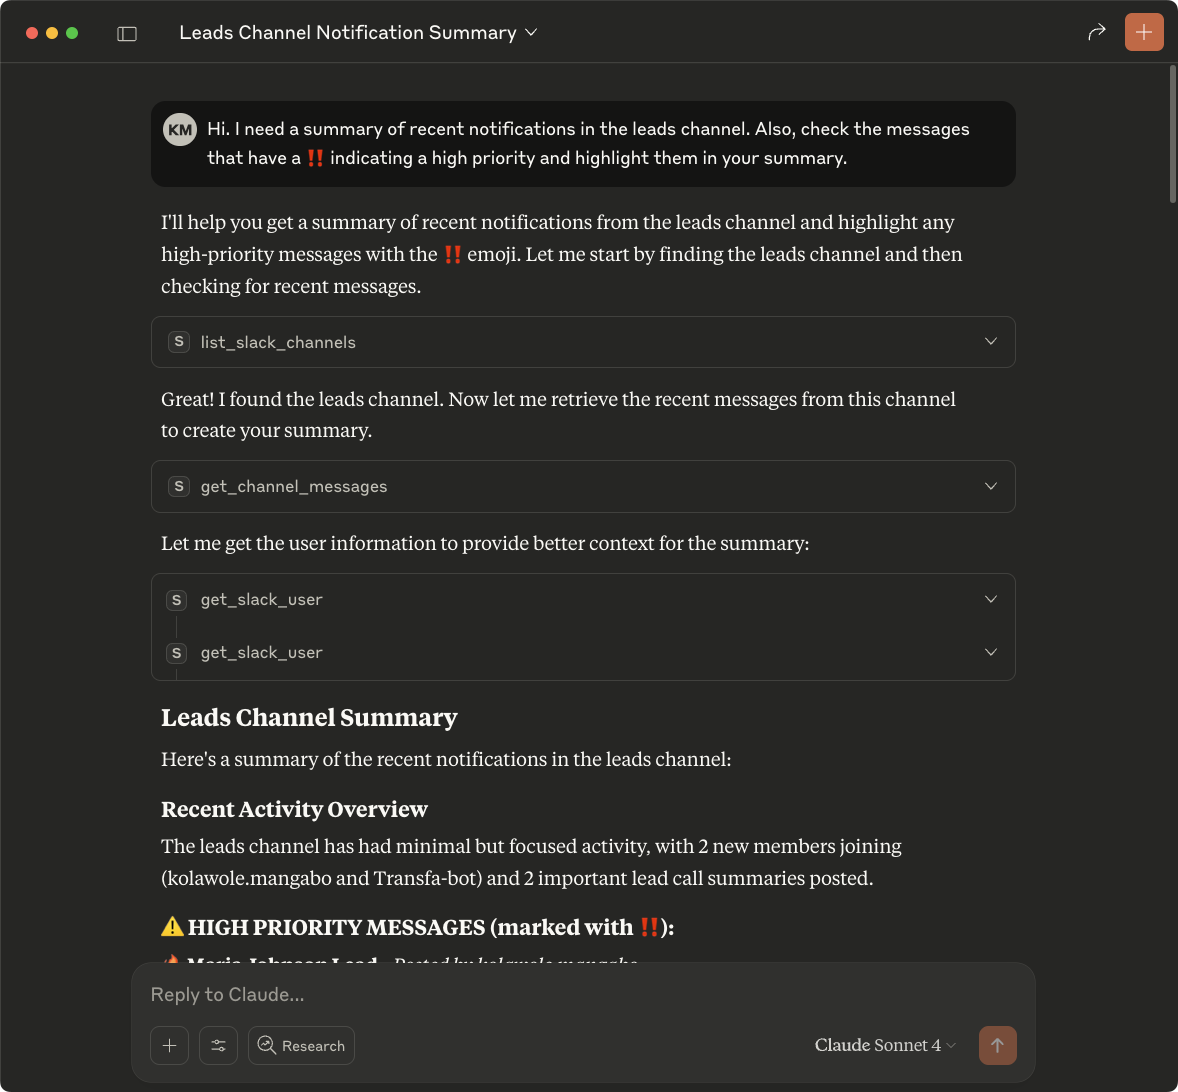 Leads Channel Notification Summary
KM
Hi. I need a summary of recent notifications in the leads channel. Also, check the messages
that have a ‼️ indicating a high priority and highlight them in your summary.
I'll help you get a summary of recent notifications from the leads channel and highlight any
high-priority messages with the ‼️ emoji. Let me start by finding the leads channel and then
checking for recent messages.
S list_slack_channels
Great! I found the leads channel. Now let me retrieve the recent messages from this channel
to create your summary.
S get_channel_messages
Let me get the user information to provide better context for the summary:
S get_slack_user
S get_slack_user
Leads Channel Summary
Here's a summary of the recent notifications in the leads channel:
Recent Activity Overview
The leads channel has had minimal but focused activity, with 2 new members joining
(kolawole.mangabo and Transfa-bot) and 2 important lead call summaries posted.
⚠️ HIGH PRIORITY MESSAGES (marked with ‼️):
Reply to Claude...
Research
Claude Sonnet 4